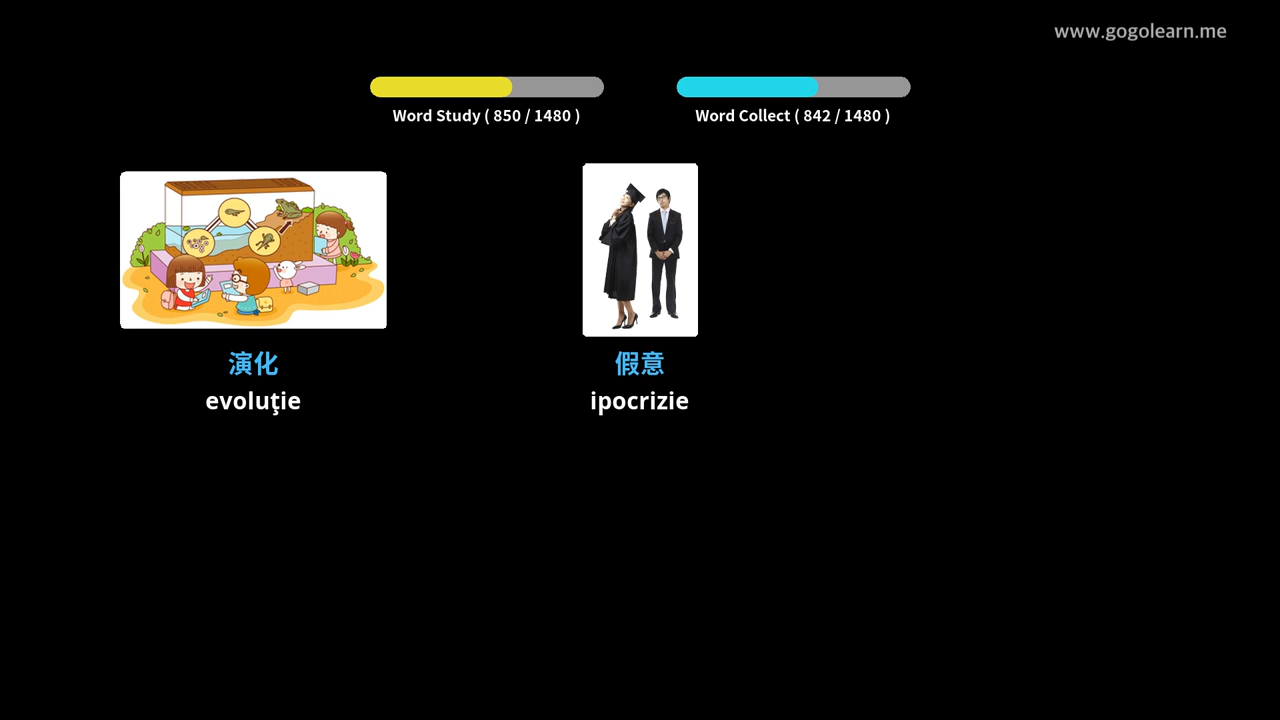 www.gogolearn.me
Word Study ( 850 / 1480 )
Word Collect ( 842 / 1480 )
演化
evoluţie
假意
ipocrizie